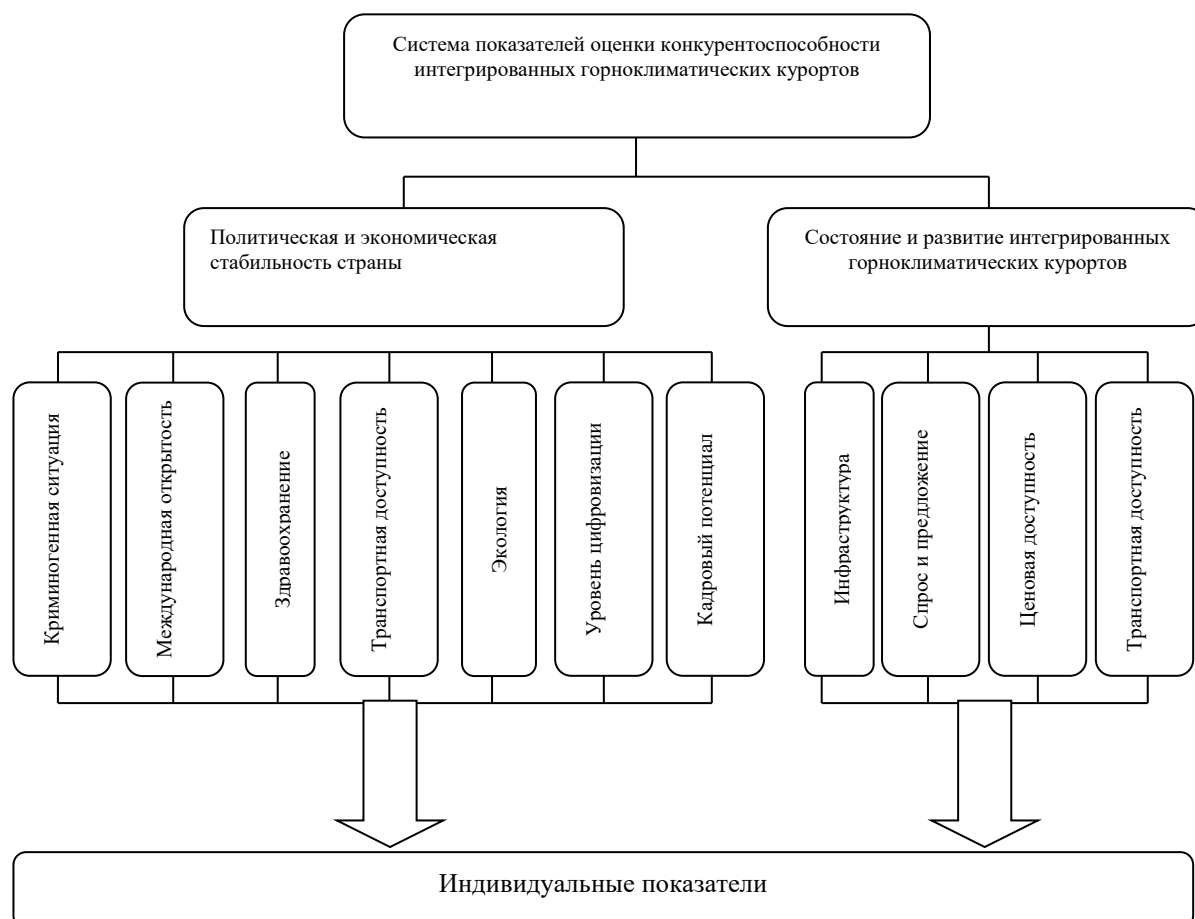 Система показателей оценки конкурентоспособности
интегрированных горноклиматических курортов
Политическая и экономическая
стабильность страны
Состояние и развитие интегрированных
горноклиматических курортов
Криминогенная ситуация
Международная открытость
Здравоохранение
Транспортная доступность
Экология
Уровень цифровизации
Кадровый потенциал
Инфраструктура
Спрос и предложение
Ценовая доступность
Транспортная доступность
Индивидуальные показатели